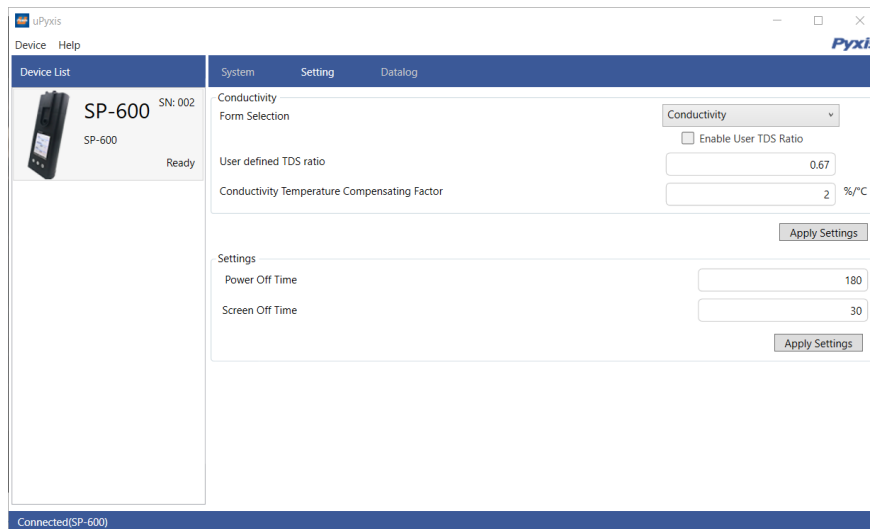 uPyxis
Device Help
Pyxis
Device List
System Setting Datalog
SP-600 SN: 002
SP-600
Ready
Conductivity
Form Selection Conductivity
Enable User TDS Ratio
User defined TDS ratio 0.67
Conductivity Temperature Compensating Factor 2 %/°C
Apply Settings
Settings
Power Off Time 180
Screen Off Time 30
Apply Settings
Connected(SP-600)